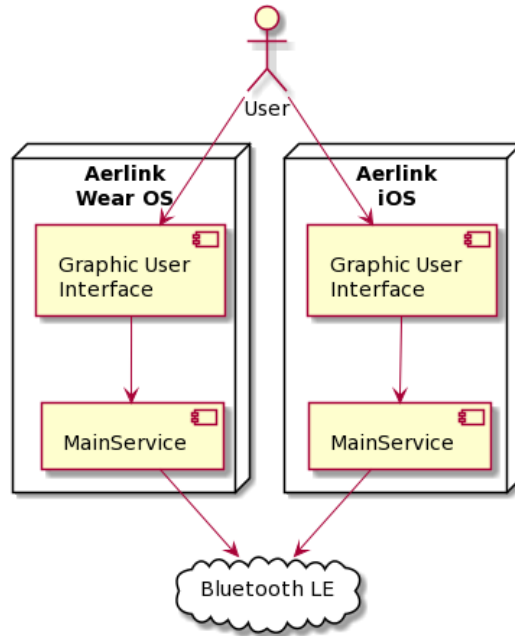 User
Aerlink
Wear OS
Aerlink
iOS
Graphic User
Interface
Graphic User
Interface
MainService
MainService
Bluetooth LE